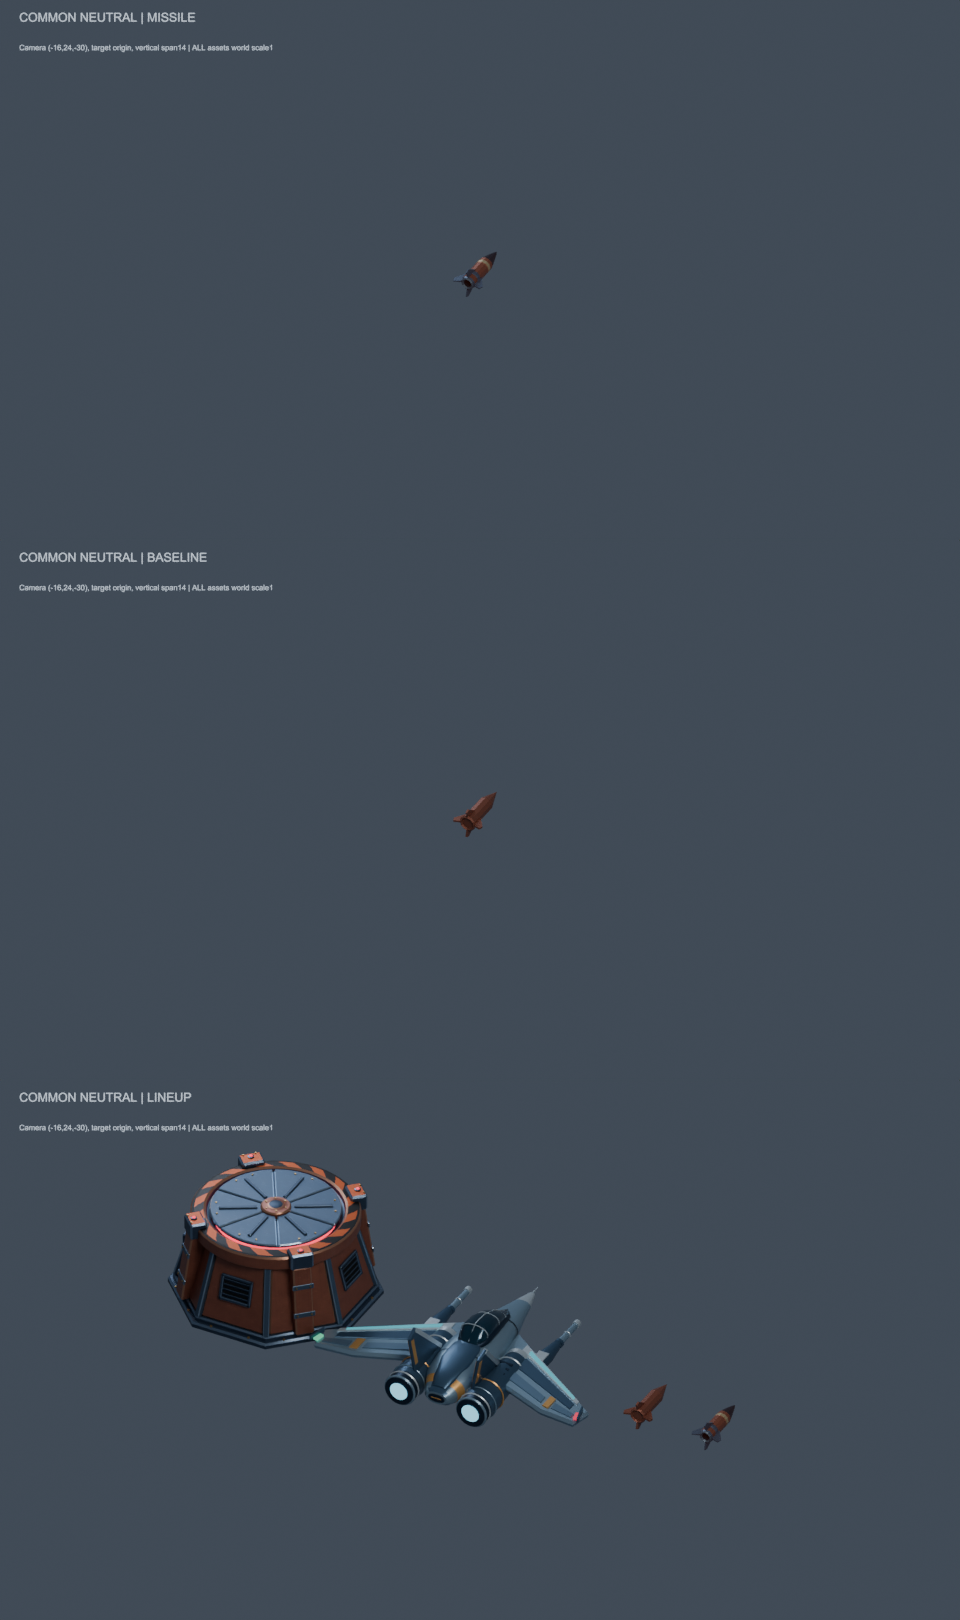 COMMON NEUTRAL | MISSILE
Camera (-16,24,-30), target origin, vertical span14 | ALL assets world scale1
COMMON NEUTRAL | BASELINE
Camera (-16,24,-30), target origin, vertical span14 | ALL assets world scale1
COMMON NEUTRAL | LINEUP
Camera (-16,24,-30), target origin, vertical span14 | ALL assets world scale1